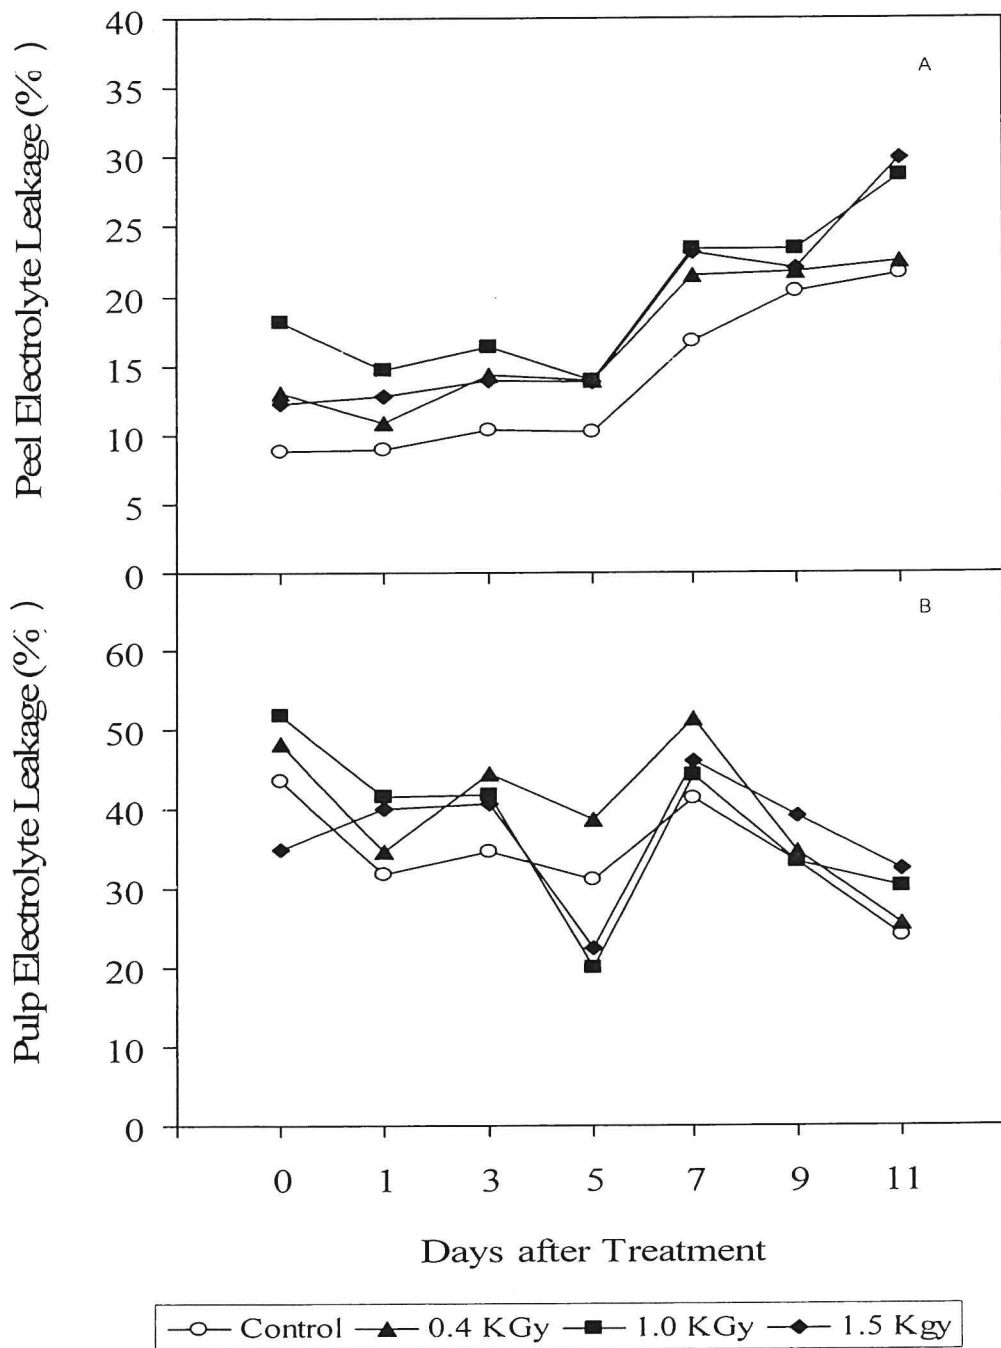 Peel Electrolyte Leakage (%)
40
35
30
25
20
15
10
5
0
A
Pulp Electrolyte Leakage (%)
60
50
40
30
20
10
0
B
0 1 3 5 7 9 11
Days after Treatment
Control 0.4 KGy 1.0 KGy 1.5 Kgy